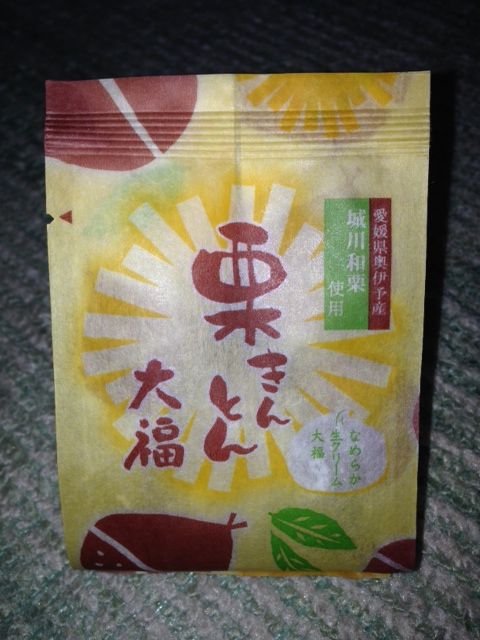 愛媛県奥伊予産
城川和栗
使用
栗きんとん
大福
なめらか
生クリーム
大福